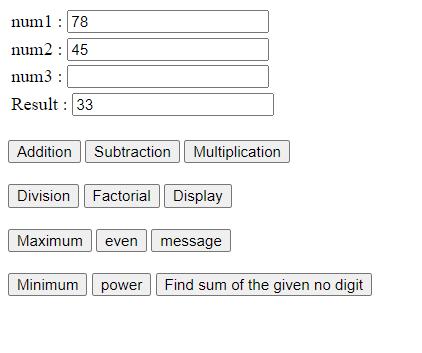 num1 : 78
num2 : 45
num3 :
Result : 33
Addition Subtraction Multiplication
Division Factorial Display
Maximum even message
Minimum power Find sum of the given no digit